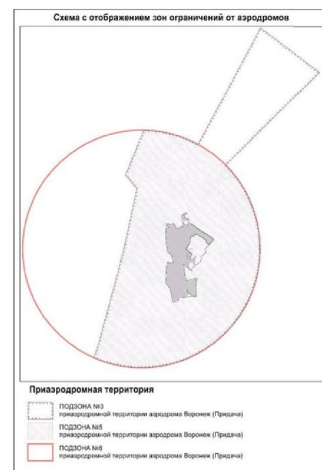 Схема с отображением зон ограничений от аэродромов
Приаэродромная территория
ПОДЗОНА №3
приаэродромной территории аэродрома Воронеж (Придача)
ПОДЗОНА №5
приаэродромной территории аэродрома Воронеж (Придача)
ПОДЗОНА №6
приаэродромной территории аэродрома Воронеж (Придача)